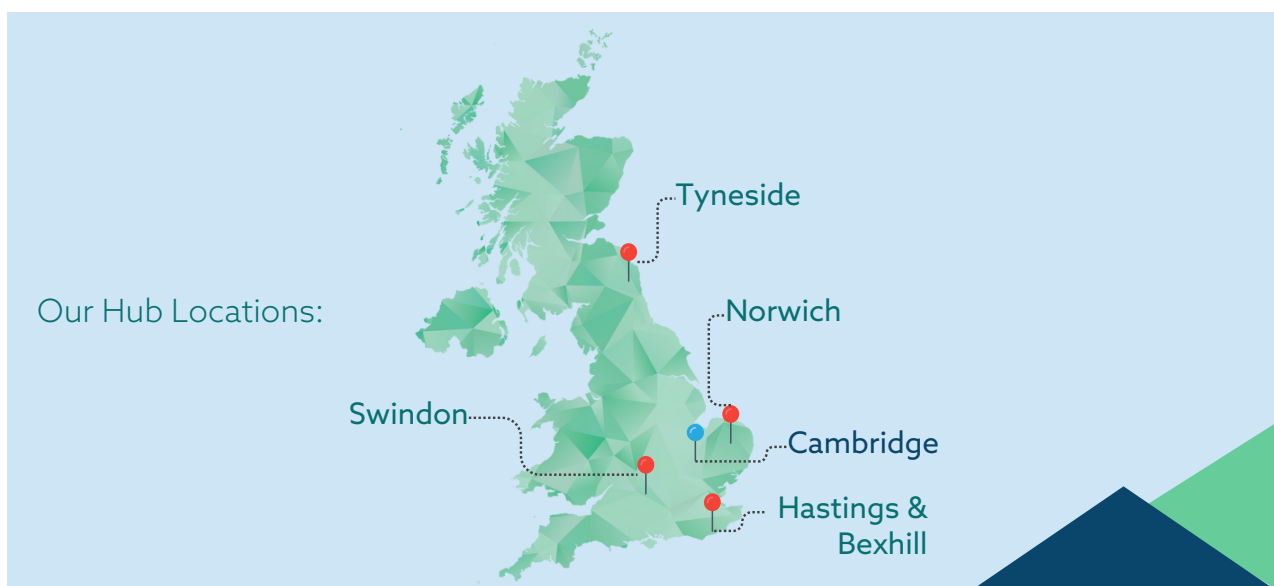 Tyneside
Our Hub Locations:
Norwich
Swindon
Cambridge
Hastings &
Bexhill